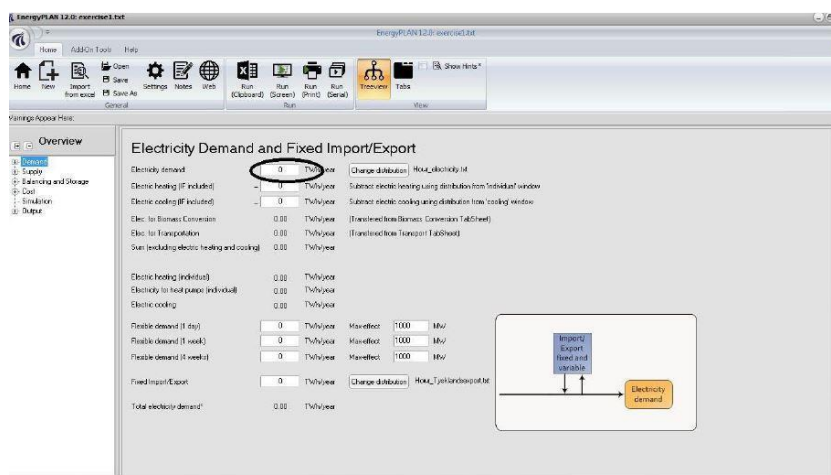 EnergyPLAN 12.0: exercise1.txt
EnergyPLAN 12.0: exercise1.txt
Home Add-On Tools Help
Home New Import from excel Open Save Save As Settings Notes Web Run (Clipboard) Run (Screen) Run (Print) Run (Serial) Treeview Tabs Show Hints*
General Run View
Warnings Appear Here:
Overview
Demand
Supply
Balancing and Storage
Cost
Simulation
Output
Electricity Demand and Fixed Import/Export
Electricity demand: 0 TWh/year Change distribution Hour_electricity.txt
Electric heating (IF included) - 0 TWh/year Subtract electric heating using distribution from 'individual' window
Electric cooling (IF included) - 0 TWh/year Subtract electric cooling using distribution from 'cooling' window
Elec. for Biomass Conversion 0.00 TWh/year (Transfered from Biomass Conversion TabSheet)
Elec. for Transportation 0.00 TWh/year (Transfered from Transport TabSheet)
Sum (excluding electric heating and cooling) 0.00 TWh/year
Electric heating (individual) 0.00 TWh/year
Electricity for heat pumps (individual) 0.00 TWh/year
Electric cooling 0.00 TWh/year
Flexible demand (1 day) 0 TWh/year Max-effect 1000 MW
Flexible demand (1 week) 0 TWh/year Max-effect 1000 MW
Flexible demand (4 weeks) 0 TWh/year Max-effect 1000 MW
Fixed Import/Export 0 TWh/year Change distribution Hour_Tysklandsexport.txt
Total electricity demand* 0.00 TWh/year
Import/
Export
fixed and
variable
Electricity
demand